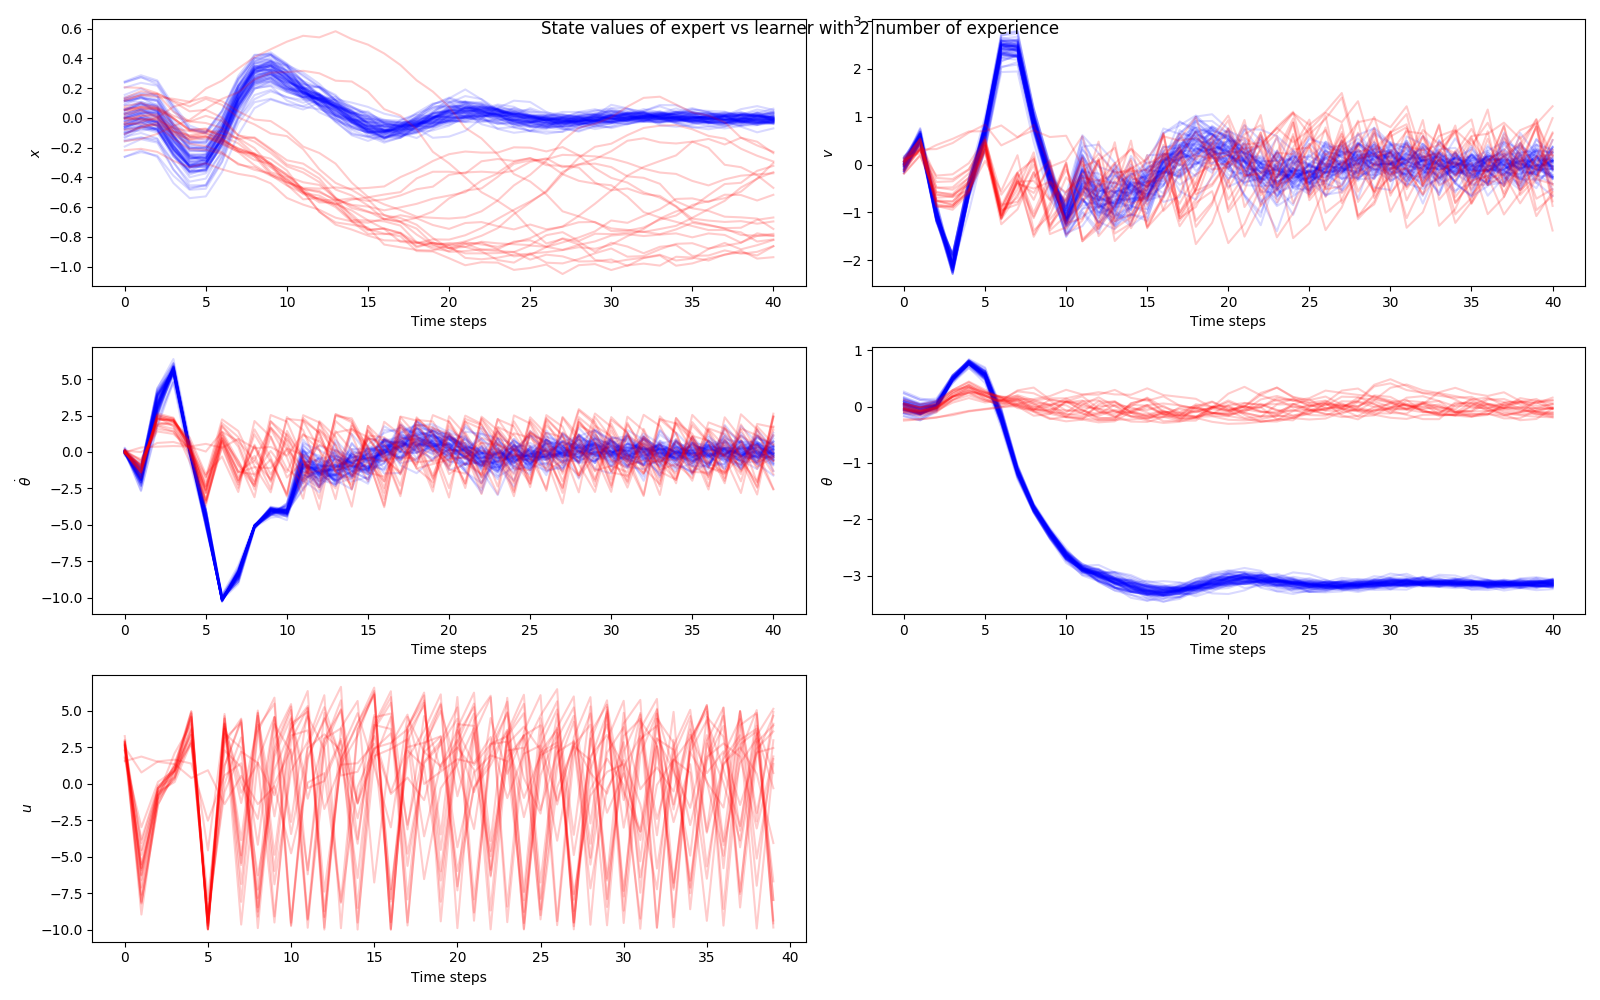 State values of expert vs learner with 2 number of experience
0.6
0.4
0.2
0.0
−0.2
−0.4
−0.6
−0.8
−1.0
x
0 5 10 15 20 25 30 35 40
Time steps
3
2
1
0
−1
−2
v
0 5 10 15 20 25 30 35 40
Time steps
5.0
2.5
0.0
−2.5
−5.0
−7.5
−10.0
θ̇
0 5 10 15 20 25 30 35 40
Time steps
1
0
−1
−2
−3
θ
0 5 10 15 20 25 30 35 40
Time steps
5.0
2.5
0.0
−2.5
−5.0
−7.5
−10.0
u
0 5 10 15 20 25 30 35 40
Time steps